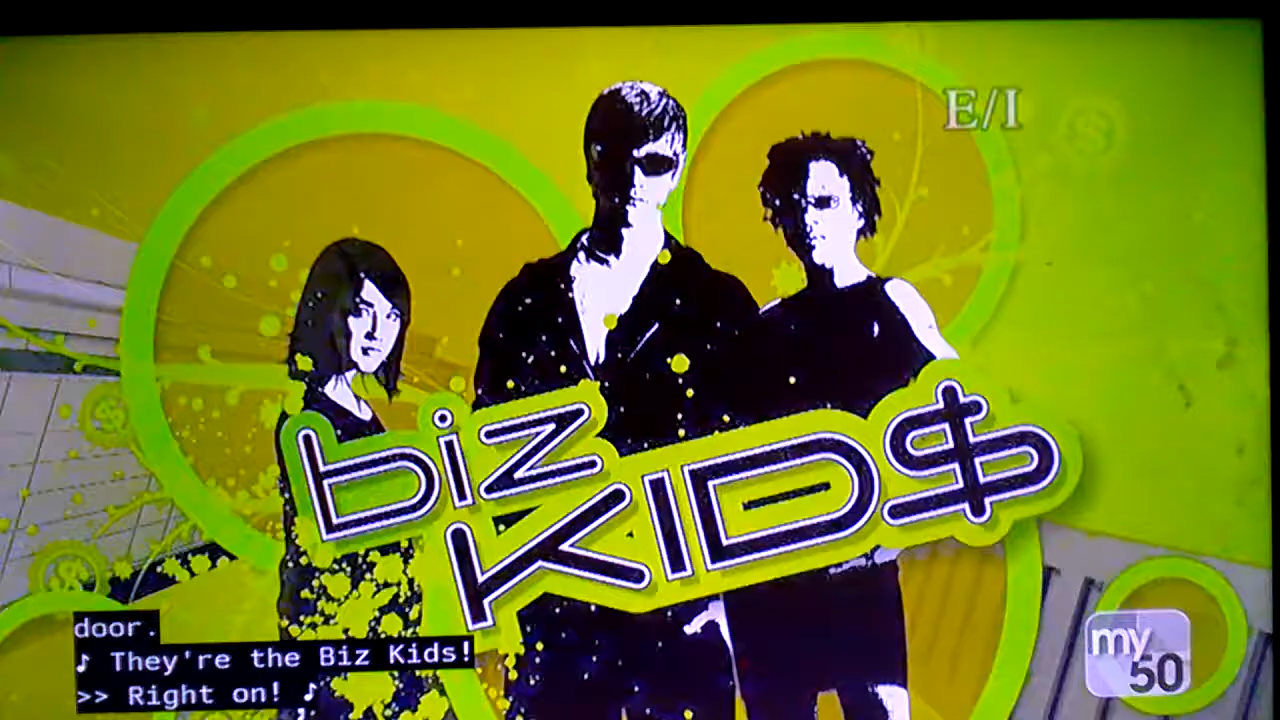 E/I
biz
KID$
door.
♪ They're the Biz Kids!
>> Right on! ♪
my
50